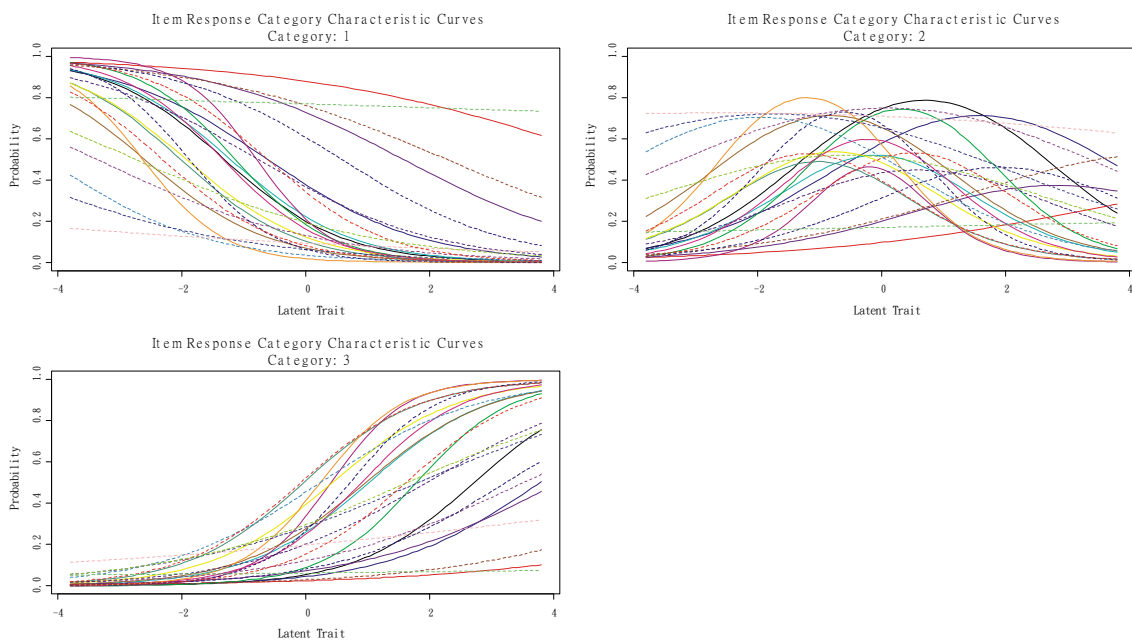 Item Response Category Characteristic Curves
Category: 1
Probability
1.0
0.8
0.6
0.4
0.2
0.0
-4
-2
0
2
4
Latent Trait
Item Response Category Characteristic Curves
Category: 2
Probability
1.0
0.8
0.6
0.4
0.2
0.0
-4
-2
0
2
4
Latent Trait
Item Response Category Characteristic Curves
Category: 3
Probability
1.0
0.8
0.6
0.4
0.2
0.0
-4
-2
0
2
4
Latent Trait